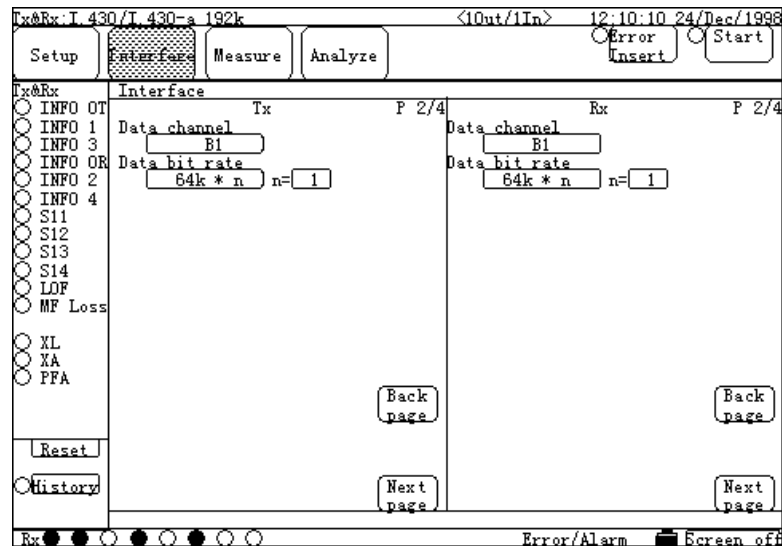 Tx&Rx:I.430/I.430-a 192k <1Out/1In> 12:10:10 24/Dec/1998
Setup Interface Measure Analyze Error Insert Start
Tx&Rx
INFO OT
INFO 1
INFO 3
INFO OR
INFO 2
INFO 4
S11
S12
S13
S14
LOF
MF Loss
XL
XA
PFA
Reset
History
Interface
Tx P 2/4
Data channel
B1
Data bit rate
64k * n n= 1
Back page
Next page
Rx P 2/4
Data channel
B1
Data bit rate
64k * n n= 1
Back page
Next page
Rx Error/Alarm Screen off